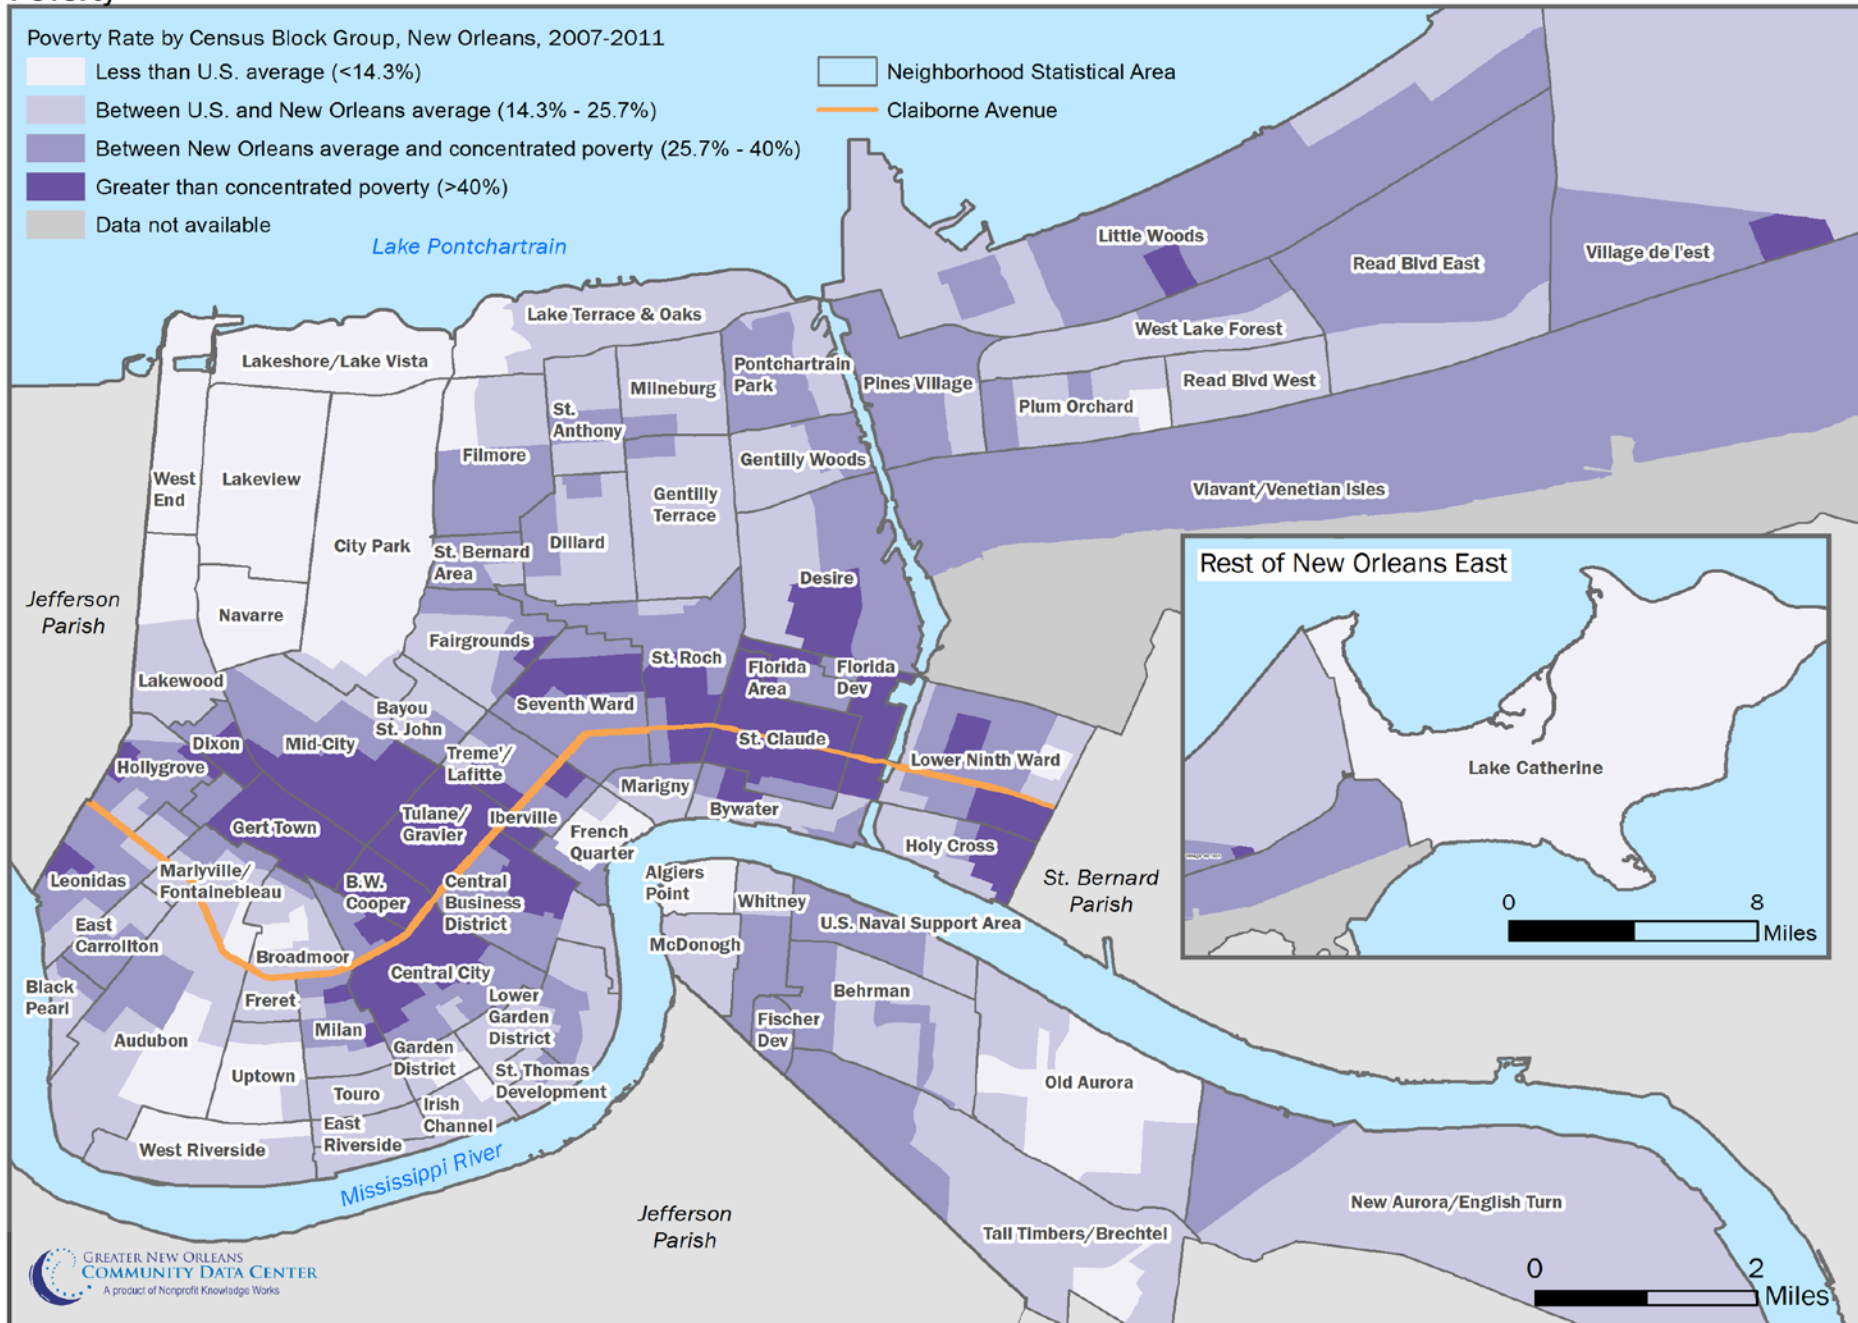 Poverty Rate by Census Block Group, New Orleans, 2007-2011
Less than U.S. average (<14.3%)
Between U.S. and New Orleans average (14.3% - 25.7%)
Between New Orleans average and concentrated poverty (25.7% - 40%)
Greater than concentrated poverty (>40%)
Data not available
Neighborhood Statistical Area
Claiborne Avenue
Lake Pontchartrain
Little Woods
Read Blvd East
Village de l'est
Lake Terrace & Oaks
West Lake Forest
Lakeshore/Lake Vista
Pontchartrain
Park
Milneburg
Pines Village
Read Blvd West
Plum Orchard
St.
Anthony
Filmore
Gentilly Woods
West
End
Lakeview
Viavant/Venetian Isles
Gentilly
Terrace
City Park
Dillard
St. Bernard
Area
Desire
Jefferson
Parish
Navarre
Fairgrounds
St. Roch
Florida
Area
Florida
Dev
Lakewood
Seventh Ward
Bayou
St. John
Dixon
Mid-City
St. Claude
Treme'/
Lafitte
Lower Ninth Ward
Hollygrove
Marigny
Bywater
Iberville
Tulane/
Gravier
Gert Town
French
Quarter
Holy Cross
Leonidas
Marlyville/
Fontainebleau
B.W.
Cooper
Central
Business
District
Algiers
Point
Whitney
St. Bernard
Parish
U.S. Naval Support Area
East
Carrollton
McDonogh
Broadmoor
Central City
Black
Pearl
Freret
Lower
Garden
District
Behrman
Milan
Fischer
Dev
Audubon
Garden
District
Uptown
St. Thomas
Development
Old Aurora
Touro
Irish
Channel
East
Riverside
West Riverside
Mississippi River
Jefferson
Parish
New Aurora/English Turn
Tall Timbers/Brechtel
Rest of New Orleans East
Lake Catherine
0 8
Miles
0 2
Miles
GREATER NEW ORLEANS
COMMUNITY DATA CENTER
A product of Nonprofit Knowledge Works